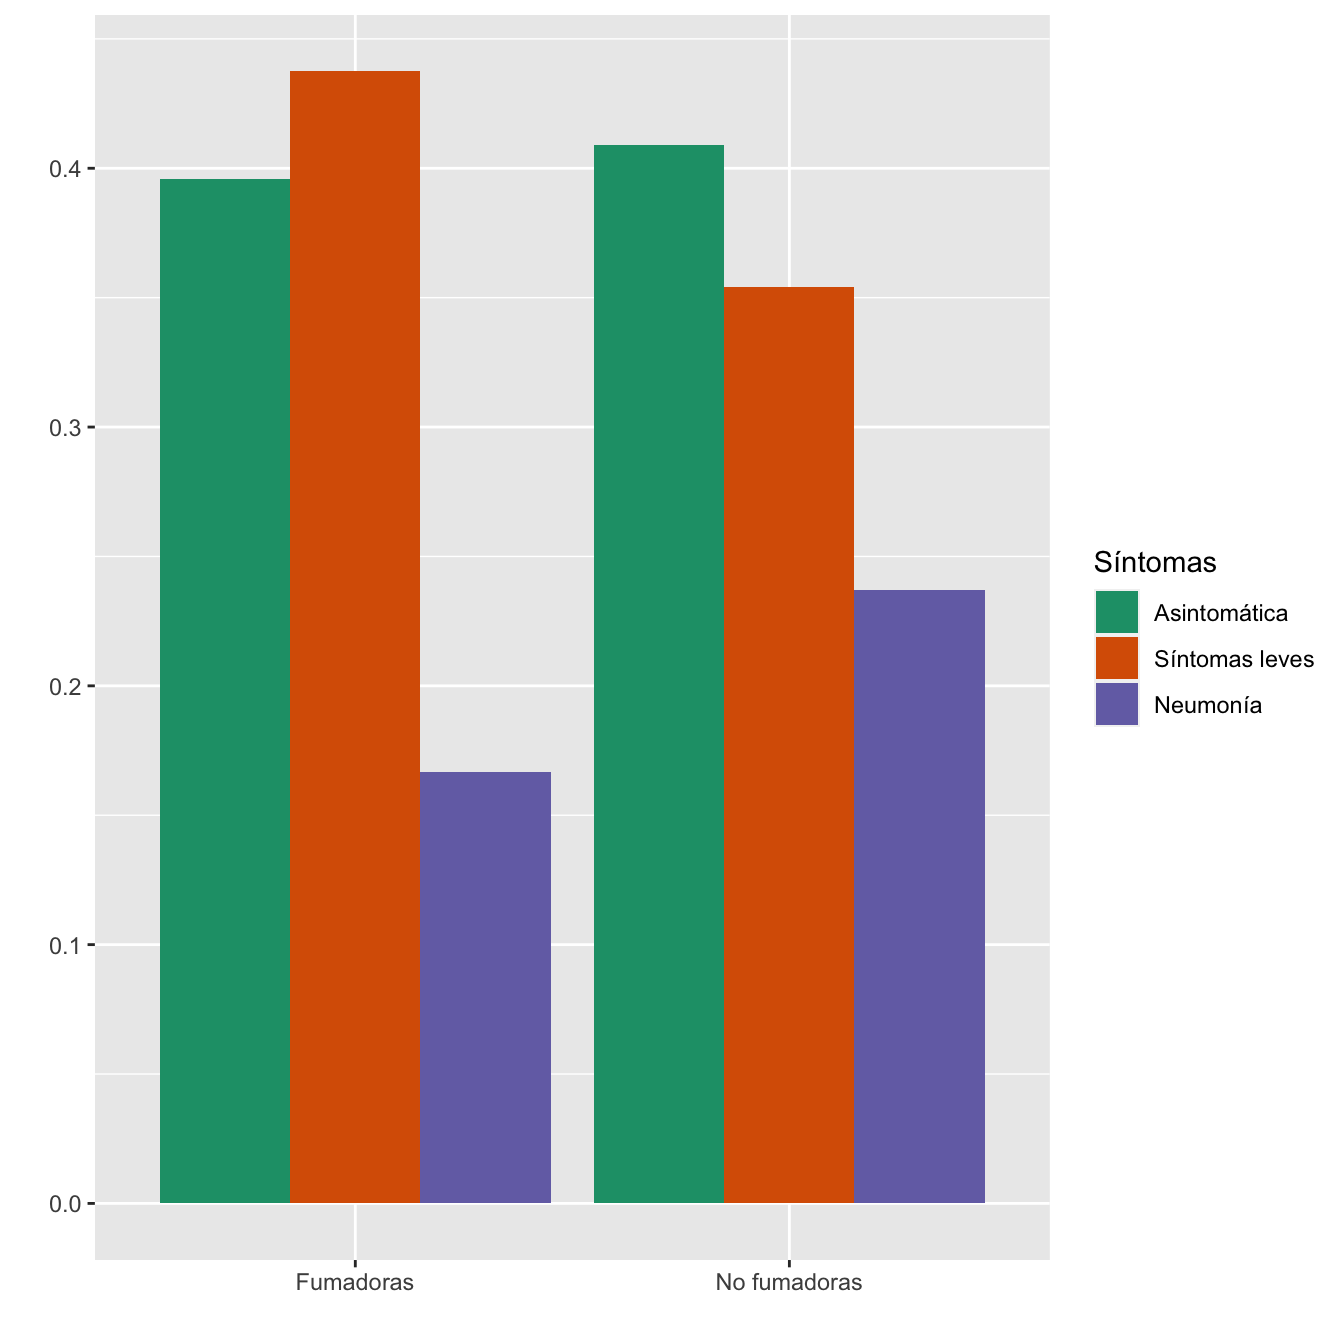 0.4
0.3
0.2
0.1
0.0
Fumadoras
No fumadoras
Síntomas
Asintomática
Síntomas leves
Neumonía